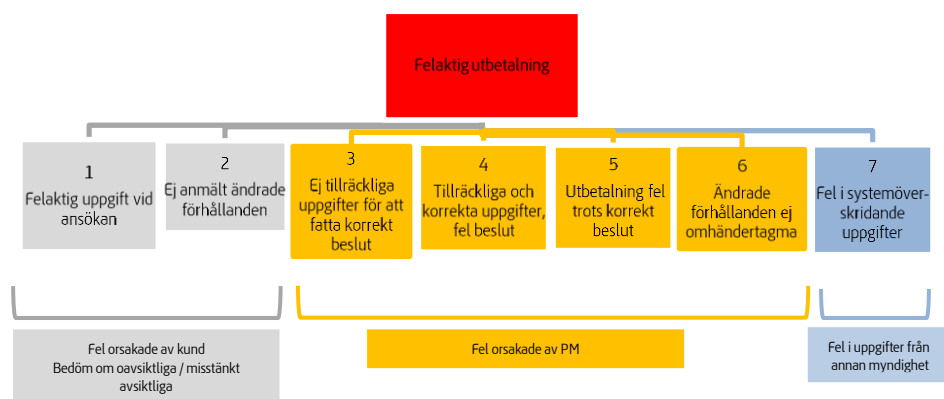 Felaktig utbetalning
1
Felaktig uppgift vid
ansökan
2
Ej anmält ändrade
förhållanden
3
Ej tillräckliga
uppgifter för att
fatta korrekt
beslut
4
Tillräckliga och
korrekta uppgifter,
fel beslut
5
Utbetalning fel
trots korrekt
beslut
6
Ändrade
förhållanden ej
omhändertagma
7
Fel i systemöver-
skridande
uppgifter
Fel orsakade av kund
Bedöm om oavsiktliga / misstänkt
avsiktliga
Fel orsakade av PM
Fel i uppgifter från
annan myndighet